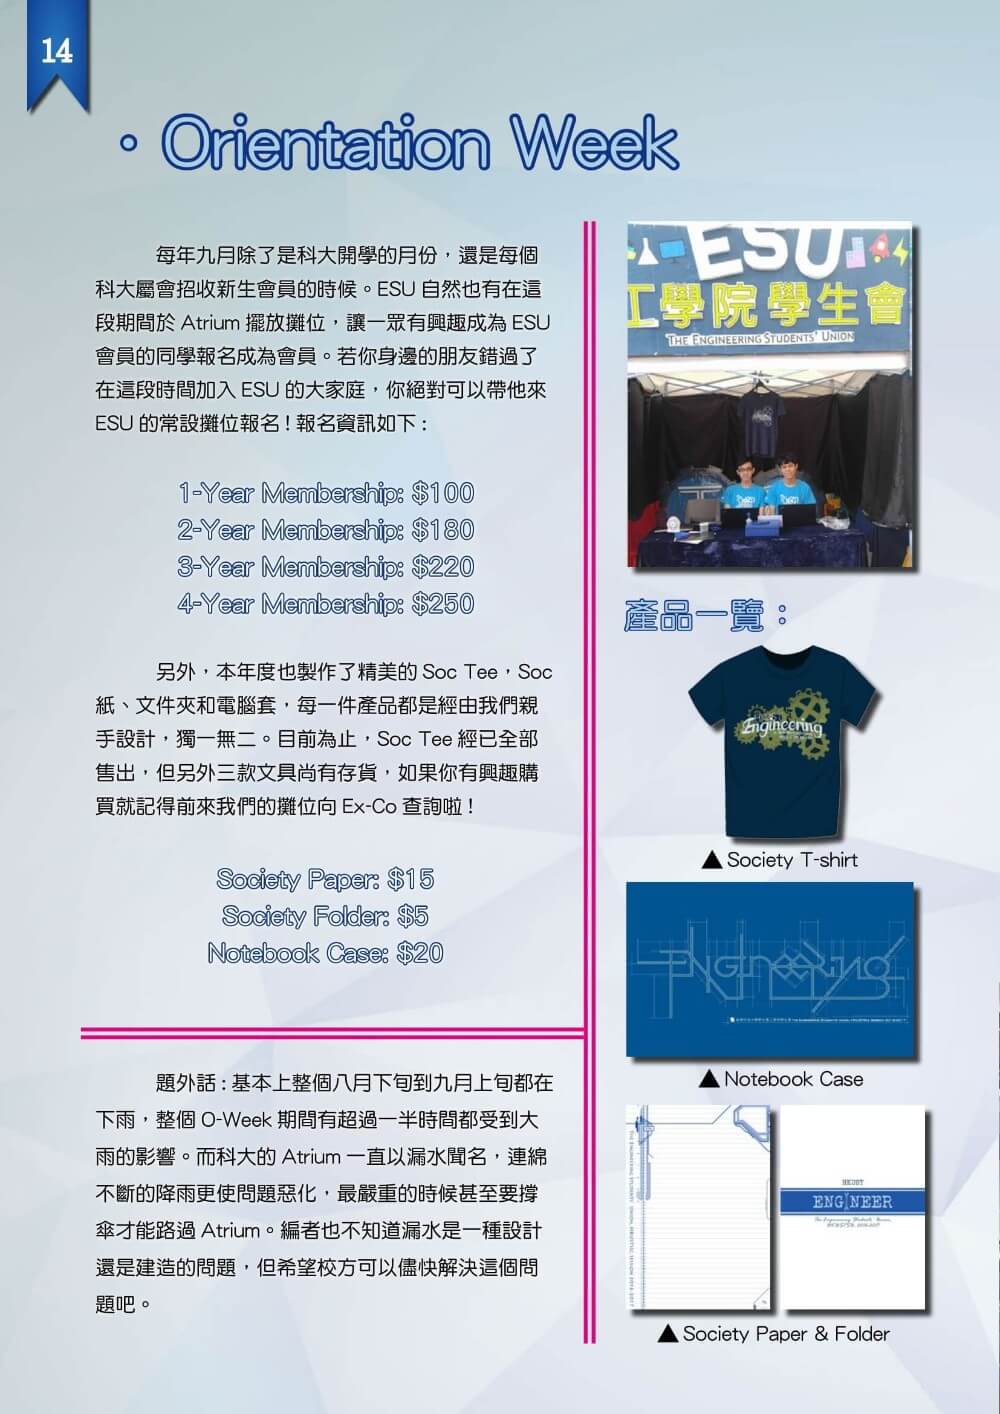 14
· Orientation Week
每年九月除了是科大開學的月份，還是每個
科大屬會招收新生會員的時候。ESU 自然也有在這
段期間於 Atrium 擺放攤位，讓一眾有興趣成為 ESU
會員的同學報名成為會員。若你身邊的朋友錯過了
在這段時間加入 ESU 的大家庭，你絕對可以帶他來
ESU 的常設攤位報名！報名資訊如下：
1-Year Membership: $100
2-Year Membership: $180
3-Year Membership: $220
4-Year Membership: $250
另外，本年度也製作了精美的 Soc Tee，Soc
紙、文件夾和電腦套，每一件產品都是經由我們親
手設計，獨一無二。目前為止，Soc Tee 經已全部
售出，但另外三款文具尚有存貨，如果你有興趣購
買就記得前來我們的攤位向 Ex-Co 查詢啦！
Society Paper: $15
Society Folder: $5
Notebook Case: $20
題外話：基本上整個八月下旬到九月上旬都在
下雨，整個 O-Week 期間有超過一半時間都受到大
雨的影響。而科大的 Atrium 一直以漏水聞名，連綿
不斷的降雨更使問題惡化，最嚴重的時候甚至要撐
傘才能路過 Atrium。編者也不知道漏水是一種設計
還是建造的問題，但希望校方可以儘快解決這個問
題吧。
ESU
工學院學生會
THE ENGINEERING STUDENTS' UNION
產品一覽：
Engineering
▲ Society T-shirt
ENGINEERING
▲ Notebook Case
HKUST
ENGINEER
▲ Society Paper & Folder